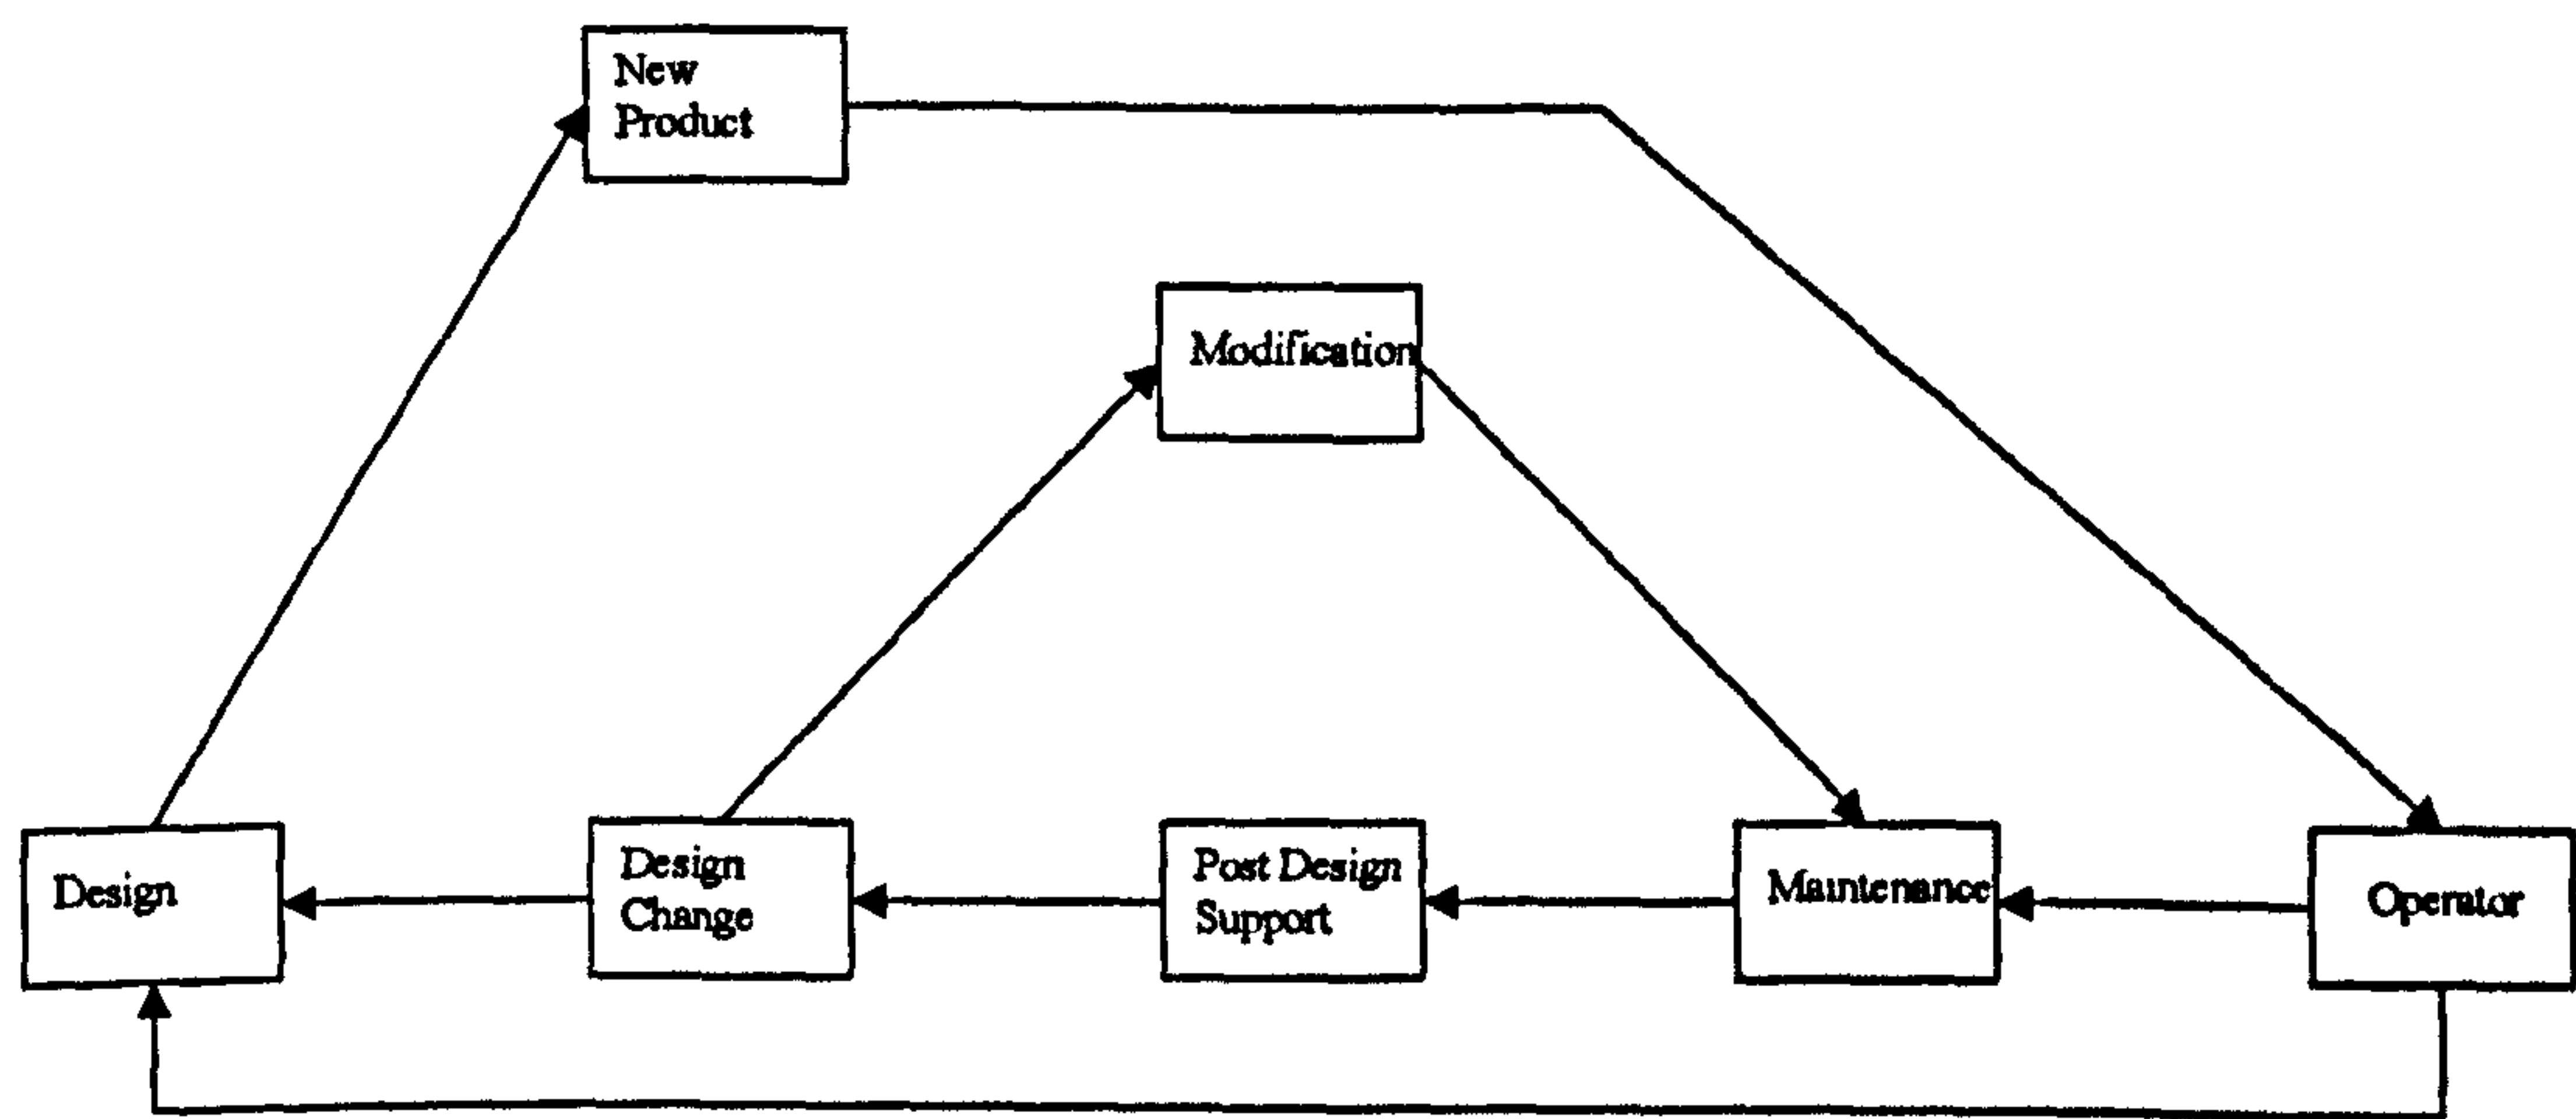 New
Product
Modification
Design
Design
Change
Post Design
Support
Maintenance
Operator